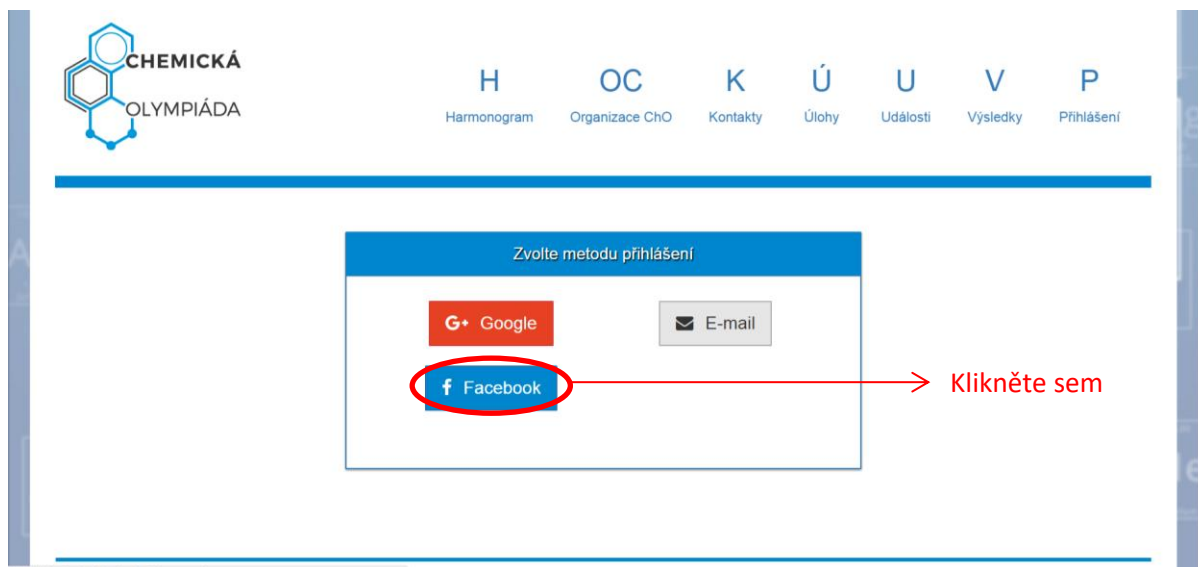 CHEMICKÁ
OLYMPIÁDA
H OC K Ú U V P
Harmonogram Organizace ChO Kontakty Úlohy Události Výsledky Přihlášení
Zvolte metodu přihlášení
G+ Google E-mail
f Facebook
Klikněte sem